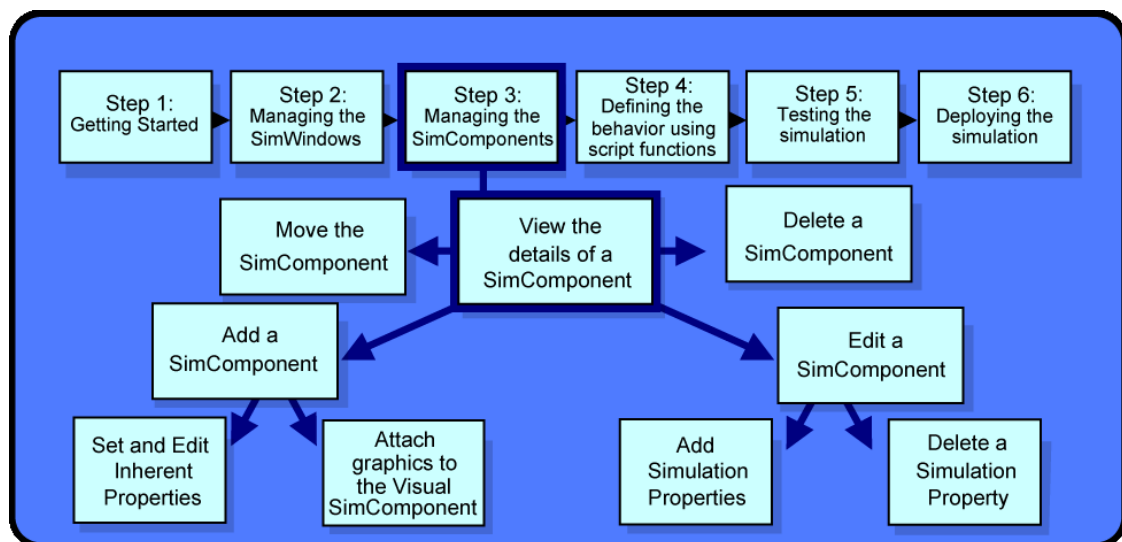 Step 1:
Getting Started
Step 2:
Managing the
SimWindows
Step 3:
Managing the
SimComponents
Step 4:
Defining the
behavior using
script functions
Step 5:
Testing the
simulation
Step 6:
Deploying the
simulation
Move the
SimComponent
View the
details of a
SimComponent
Delete a
SimComponent
Add a
SimComponent
Edit a
SimComponent
Set and Edit
Inherent
Properties
Attach
graphics to
the Visual
SimComponent
Add
Simulation
Properties
Delete a
Simulation
Property